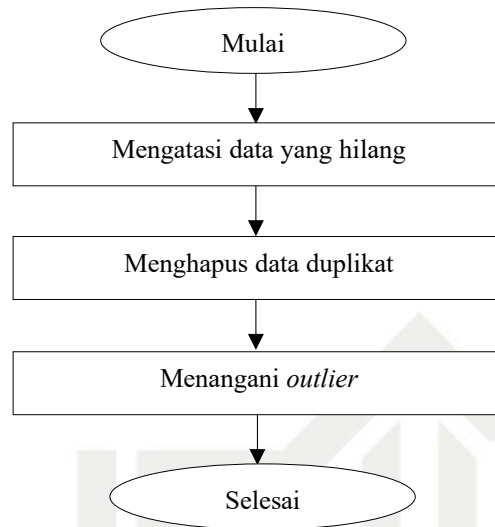 Mulai
Mengatasi data yang hilang
Menghapus data duplikat
Menangani outlier
Selesai